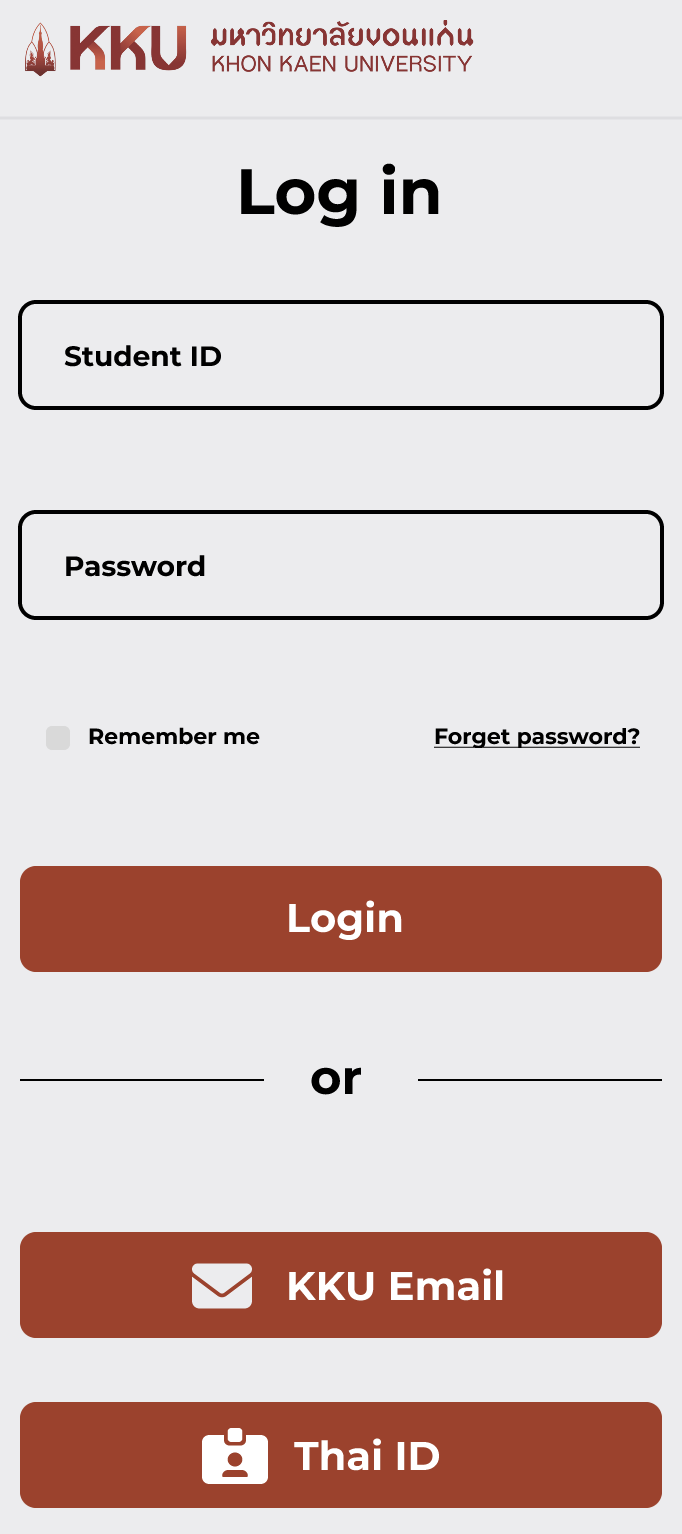 KKU มหาวิทยาลัยขอนแก่น
KHON KAEN UNIVERSITY
Log in
Student ID
Password
Remember me Forget password?
Login
or
KKU Email
Thai ID